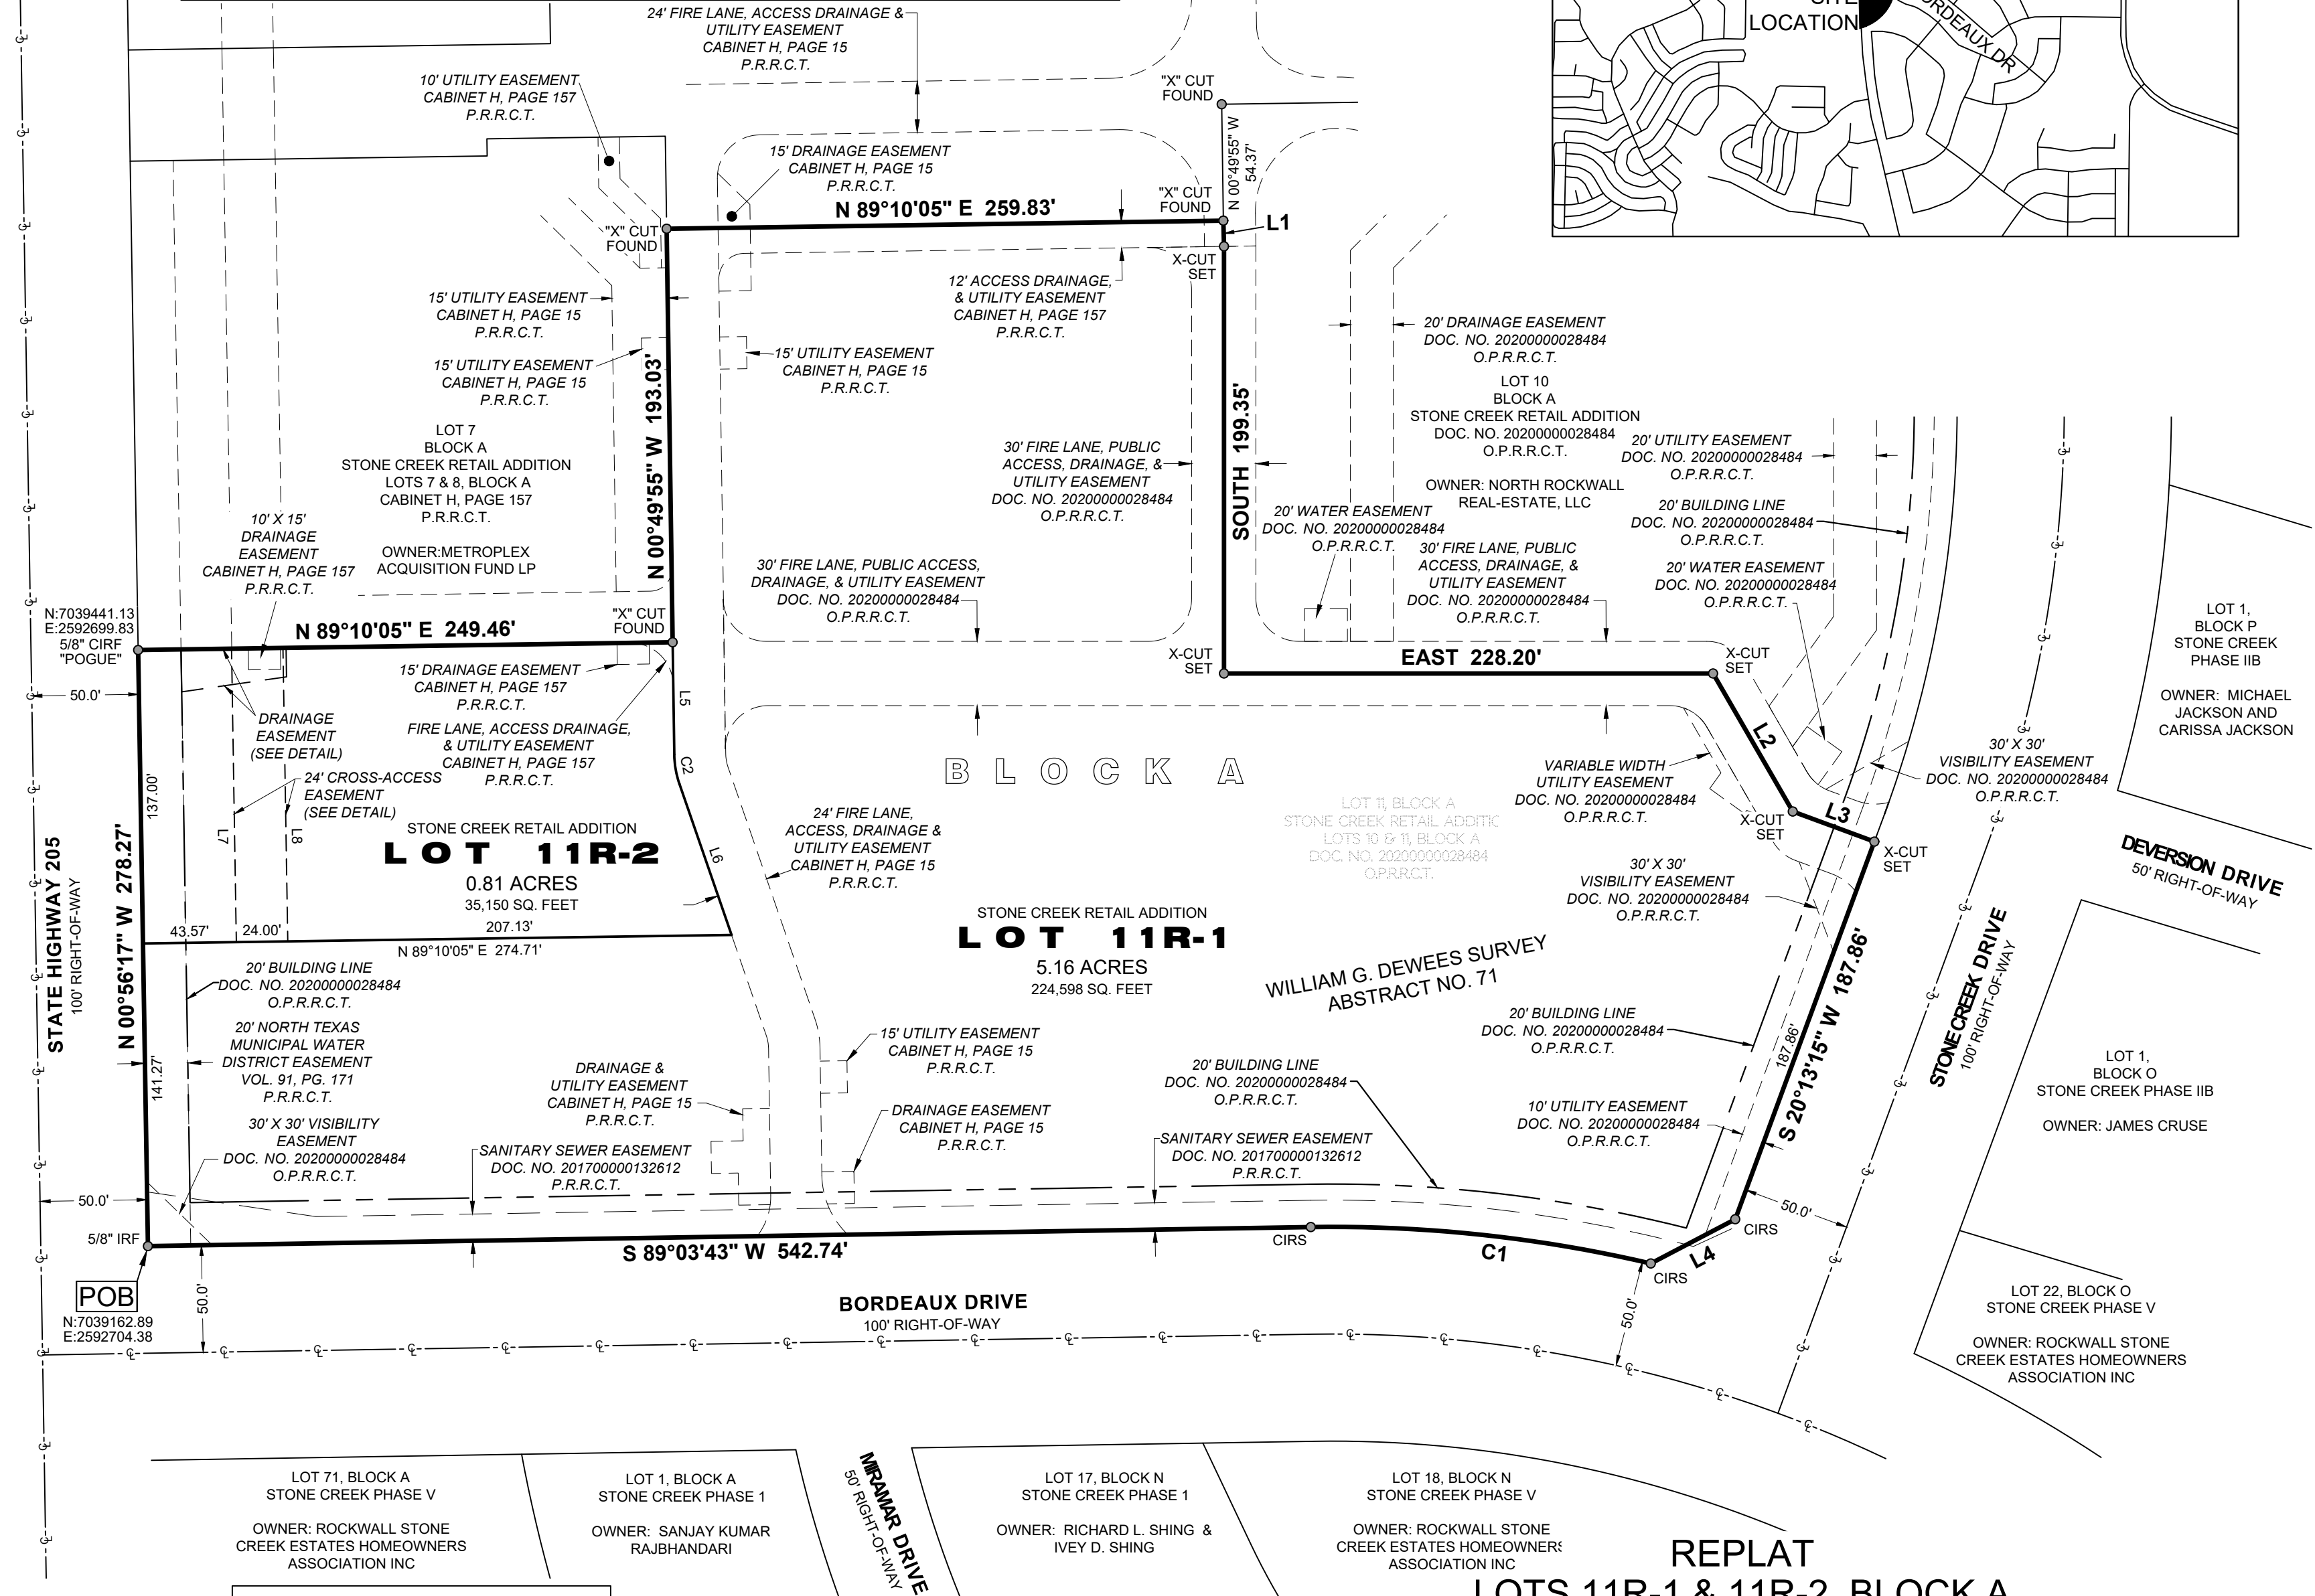 24' FIRE LANE, ACCESS DRAINAGE &
UTILITY EASEMENT
CABINET H, PAGE 15
P.R.R.C.T.
SITE
LOCATION
BORDEAUX DR
10' UTILITY EASEMENT
CABINET H, PAGE 157
P.R.R.C.T.
"X" CUT
FOUND
N 00°49'55" W
54.37'
15' DRAINAGE EASEMENT
CABINET H, PAGE 15
P.R.R.C.T.
"X" CUT
FOUND
N 89°10'05" E 259.83'
L1
"X" CUT
FOUND
X-CUT
SET
15' UTILITY EASEMENT
CABINET H, PAGE 15
P.R.R.C.T.
12' ACCESS DRAINAGE,
& UTILITY EASEMENT
CABINET H, PAGE 157
P.R.R.C.T.
20' DRAINAGE EASEMENT
DOC. NO. 20200000028484
O.P.R.R.C.T.
15' UTILITY EASEMENT
CABINET H, PAGE 15
P.R.R.C.T.
15' UTILITY EASEMENT
CABINET H, PAGE 15
P.R.R.C.T.
N 00°49'55" W 193.03'
SOUTH 199.35'
LOT 10
BLOCK A
STONE CREEK RETAIL ADDITION
DOC. NO. 20200000028484
O.P.R.R.C.T.
OWNER: NORTH ROCKWALL
REAL-ESTATE, LLC
LOT 7
BLOCK A
STONE CREEK RETAIL ADDITION
LOTS 7 & 8, BLOCK A
CABINET H, PAGE 157
P.R.R.C.T.
OWNER:METROPLEX
ACQUISITION FUND LP
30' FIRE LANE, PUBLIC
ACCESS, DRAINAGE, &
UTILITY EASEMENT
DOC. NO. 20200000028484
O.P.R.R.C.T.
20' UTILITY EASEMENT
DOC. NO. 20200000028484
O.P.R.R.C.T.
20' BUILDING LINE
DOC. NO. 20200000028484
O.P.R.R.C.T.
10' X 15'
DRAINAGE
EASEMENT
CABINET H, PAGE 157
P.R.R.C.T.
20' WATER EASEMENT
DOC. NO. 20200000028484
O.P.R.R.C.T.
30' FIRE LANE, PUBLIC
ACCESS, DRAINAGE, &
UTILITY EASEMENT
DOC. NO. 20200000028484
O.P.R.R.C.T.
20' WATER EASEMENT
DOC. NO. 20200000028484
O.P.R.R.C.T.
30' FIRE LANE, PUBLIC ACCESS,
DRAINAGE, & UTILITY EASEMENT
DOC. NO. 20200000028484
O.P.R.R.C.T.
LOT 1,
BLOCK P
STONE CREEK
PHASE IIB
OWNER: MICHAEL
JACKSON AND
CARISSA JACKSON
N:7039441.13
E:2592699.83
5/8" CIRF
"POGUE"
N 89°10'05" E 249.46'
"X" CUT
FOUND
X-CUT
SET
EAST 228.20'
X-CUT
SET
50.0'
15' DRAINAGE EASEMENT
CABINET H, PAGE 157
P.R.R.C.T.
L5
DRAINAGE
EASEMENT
(SEE DETAIL)
FIRE LANE, ACCESS DRAINAGE,
& UTILITY EASEMENT
CABINET H, PAGE 157
P.R.R.C.T.
C2
BLOCK A
L2
VARIABLE WIDTH
UTILITY EASEMENT
DOC. NO. 20200000028484
O.P.R.R.C.T.
30' X 30'
VISIBILITY EASEMENT
DOC. NO. 20200000028484
O.P.R.R.C.T.
137.00'
24' CROSS-ACCESS
EASEMENT
(SEE DETAIL)
L7
L8
24' FIRE LANE,
ACCESS, DRAINAGE &
UTILITY EASEMENT
CABINET H, PAGE 15
P.R.R.C.T.
LOT 11, BLOCK A
STONE CREEK RETAIL ADDITIO
LOTS 10 & 11, BLOCK A
DOC. NO. 20200000028484
O.P.R.R.C.T.
X-CUT
SET
L3
X-CUT
SET
STATE HIGHWAY 205
100' RIGHT-OF-WAY
N 00°56'17" W 278.27'
STONE CREEK RETAIL ADDITION
LOT 11R-2
0.81 ACRES
35,150 SQ. FEET
L6
30' X 30'
VISIBILITY EASEMENT
DOC. NO. 20200000028484
O.P.R.R.C.T.
DEVERSION DRIVE
50' RIGHT-OF-WAY
43.57'
24.00'
207.13'
N 89°10'05" E 274.71'
STONE CREEK RETAIL ADDITION
LOT 11R-1
5.16 ACRES
224,598 SQ. FEET
WILLIAM G. DEWEES SURVEY
ABSTRACT NO. 71
STONE CREEK DRIVE
100' RIGHT-OF-WAY
S 20°13'15" W 187.86'
187.86'
20' BUILDING LINE
DOC. NO. 20200000028484
O.P.R.R.C.T.
20' NORTH TEXAS
MUNICIPAL WATER
DISTRICT EASEMENT
VOL. 91, PG. 171
P.R.R.C.T.
141.27'
20' BUILDING LINE
DOC. NO. 20200000028484
O.P.R.R.C.T.
15' UTILITY EASEMENT
CABINET H, PAGE 15
P.R.R.C.T.
LOT 1,
BLOCK O
STONE CREEK PHASE IIB
OWNER: JAMES CRUSE
DRAINAGE &
UTILITY EASEMENT
CABINET H, PAGE 15
P.R.R.C.T.
20' BUILDING LINE
DOC. NO. 20200000028484
O.P.R.R.C.T.
30' X 30' VISIBILITY
EASEMENT
DOC. NO. 20200000028484
O.P.R.R.C.T.
DRAINAGE EASEMENT
CABINET H, PAGE 15
P.R.R.C.T.
10' UTILITY EASEMENT
DOC. NO. 20200000028484
O.P.R.R.C.T.
SANITARY SEWER EASEMENT
DOC. NO. 201700000132612
P.R.R.C.T.
SANITARY SEWER EASEMENT
DOC. NO. 201700000132612
P.R.R.C.T.
50.0'
50.0'
5/8" IRF
S 89°03'43" W 542.74'
CIRS
C1
L4
CIRS
CIRS
POB
N:7039162.89
E:2592704.38
50.0'
50.0'
BORDEAUX DRIVE
100' RIGHT-OF-WAY
LOT 22, BLOCK O
STONE CREEK PHASE V
OWNER: ROCKWALL STONE
CREEK ESTATES HOMEOWNERS
ASSOCIATION INC
LOT 71, BLOCK A
STONE CREEK PHASE V
OWNER: ROCKWALL STONE
CREEK ESTATES HOMEOWNERS
ASSOCIATION INC
LOT 1, BLOCK A
STONE CREEK PHASE 1
OWNER: SANJAY KUMAR
RAJBHANDARI
MIRAMAR DRIVE
50' RIGHT-OF-WAY
LOT 17, BLOCK N
STONE CREEK PHASE 1
OWNER: RICHARD L. SHING &
IVEY D. SHING
LOT 18, BLOCK N
STONE CREEK PHASE V
OWNER: ROCKWALL STONE
CREEK ESTATES HOMEOWNERS
ASSOCIATION INC
REPLAT
LOTS 11R-1 & 11R-2, BLOCK A